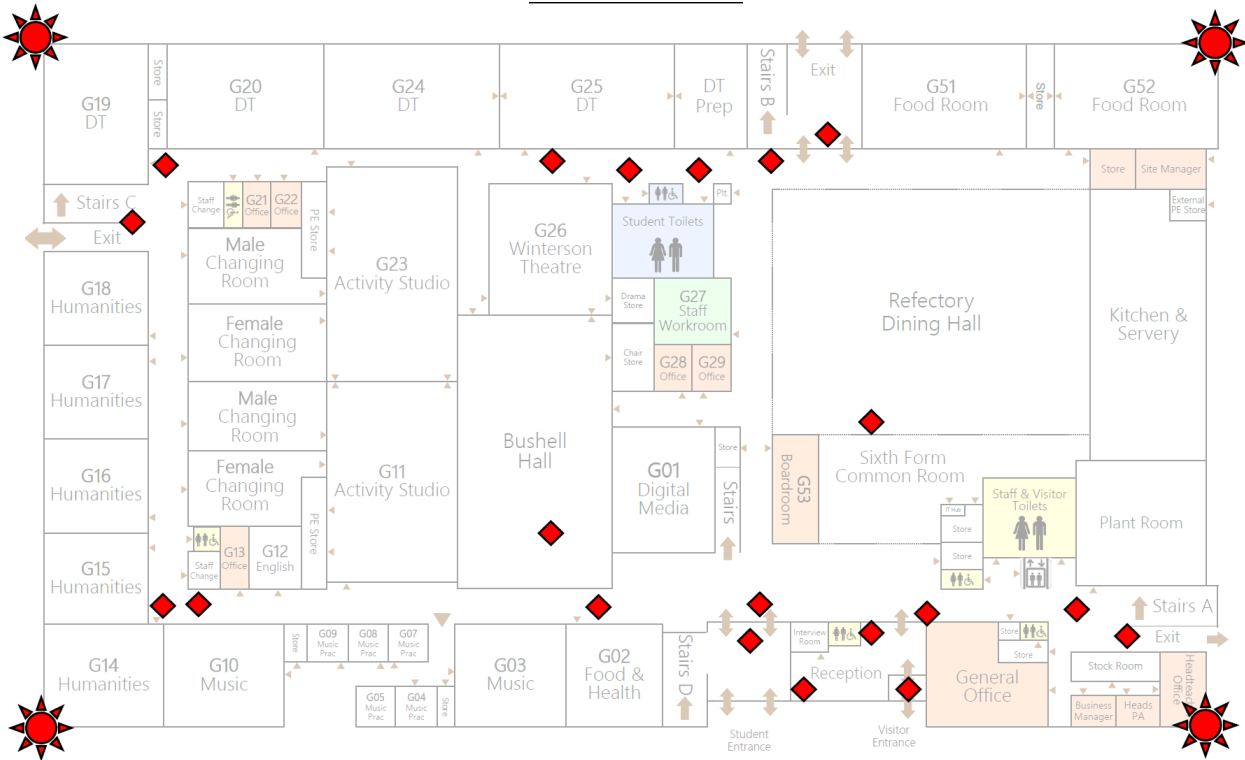 G19
DT
Store
Store
G20
DT
G24
DT
G25
DT
DT
Prep
Stairs B
Exit
G51
Food Room
Store
G52
Food Room
Stairs C
Exit
Staff
Change
G21
Office
G22
Office
PE Store
Male
Changing
Room
G23
Activity Studio
G26
Winterson
Theatre
Plt.
Student Toilets
Drama
Store
G27
Staff
Workroom
Chair
Store
G28
Office
G29
Office
Refectory
Dining Hall
Store
Site Manager
External
PE Store
Kitchen &
Servery
G18
Humanities
Female
Changing
Room
G17
Humanities
Male
Changing
Room
G16
Humanities
Female
Changing
Room
G11
Activity Studio
PE Store
Bushell
Hall
G01
Digital
Media
Store
Stairs
G53
Boardroom
Sixth Form
Common Room
Staff & Visitor
Toilets
IT Hub
Store
Store
Plant Room
G15
Humanities
Staff
Change
G13
Office
G12
English
Stairs A
Exit
G14
Humanities
G10
Music
Store
G09
Music
Prac
G08
Music
Prac
G07
Music
Prac
G05
Music
Prac
G04
Music
Prac
Store
G03
Music
G02
Food &
Health
Stairs D
Interview
Room
Reception
General
Office
Store
Store
Stock Room
Business
Manager
Heads
PA
Headteacher
Office
Student
Entrance
Visitor
Entrance